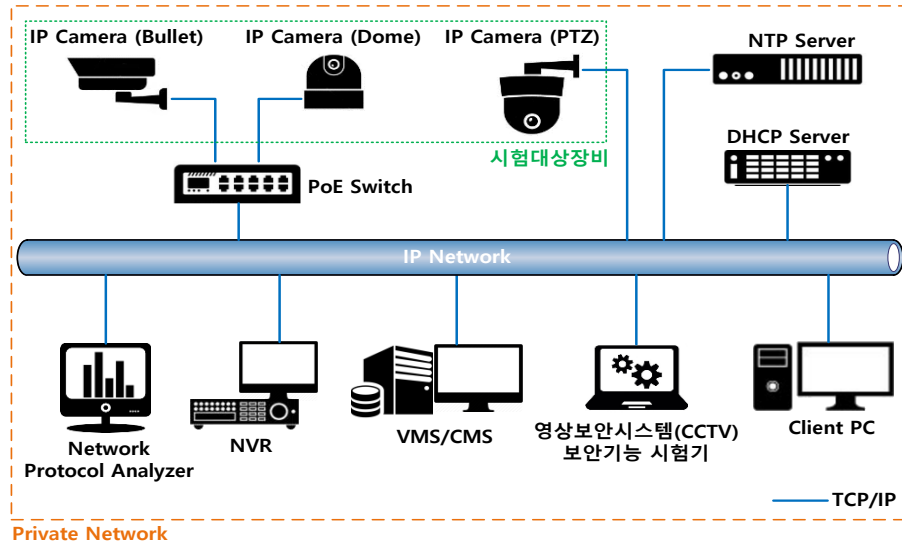 IP Camera (Bullet)
IP Camera (Dome)
IP Camera (PTZ)
NTP Server
시험대상장비
DHCP Server
PoE Switch
IP Network
Network
Protocol Analyzer
NVR
VMS/CMS
영상보안시스템(CCTV)
보안기능 시험기
Client PC
TCP/IP
Private Network